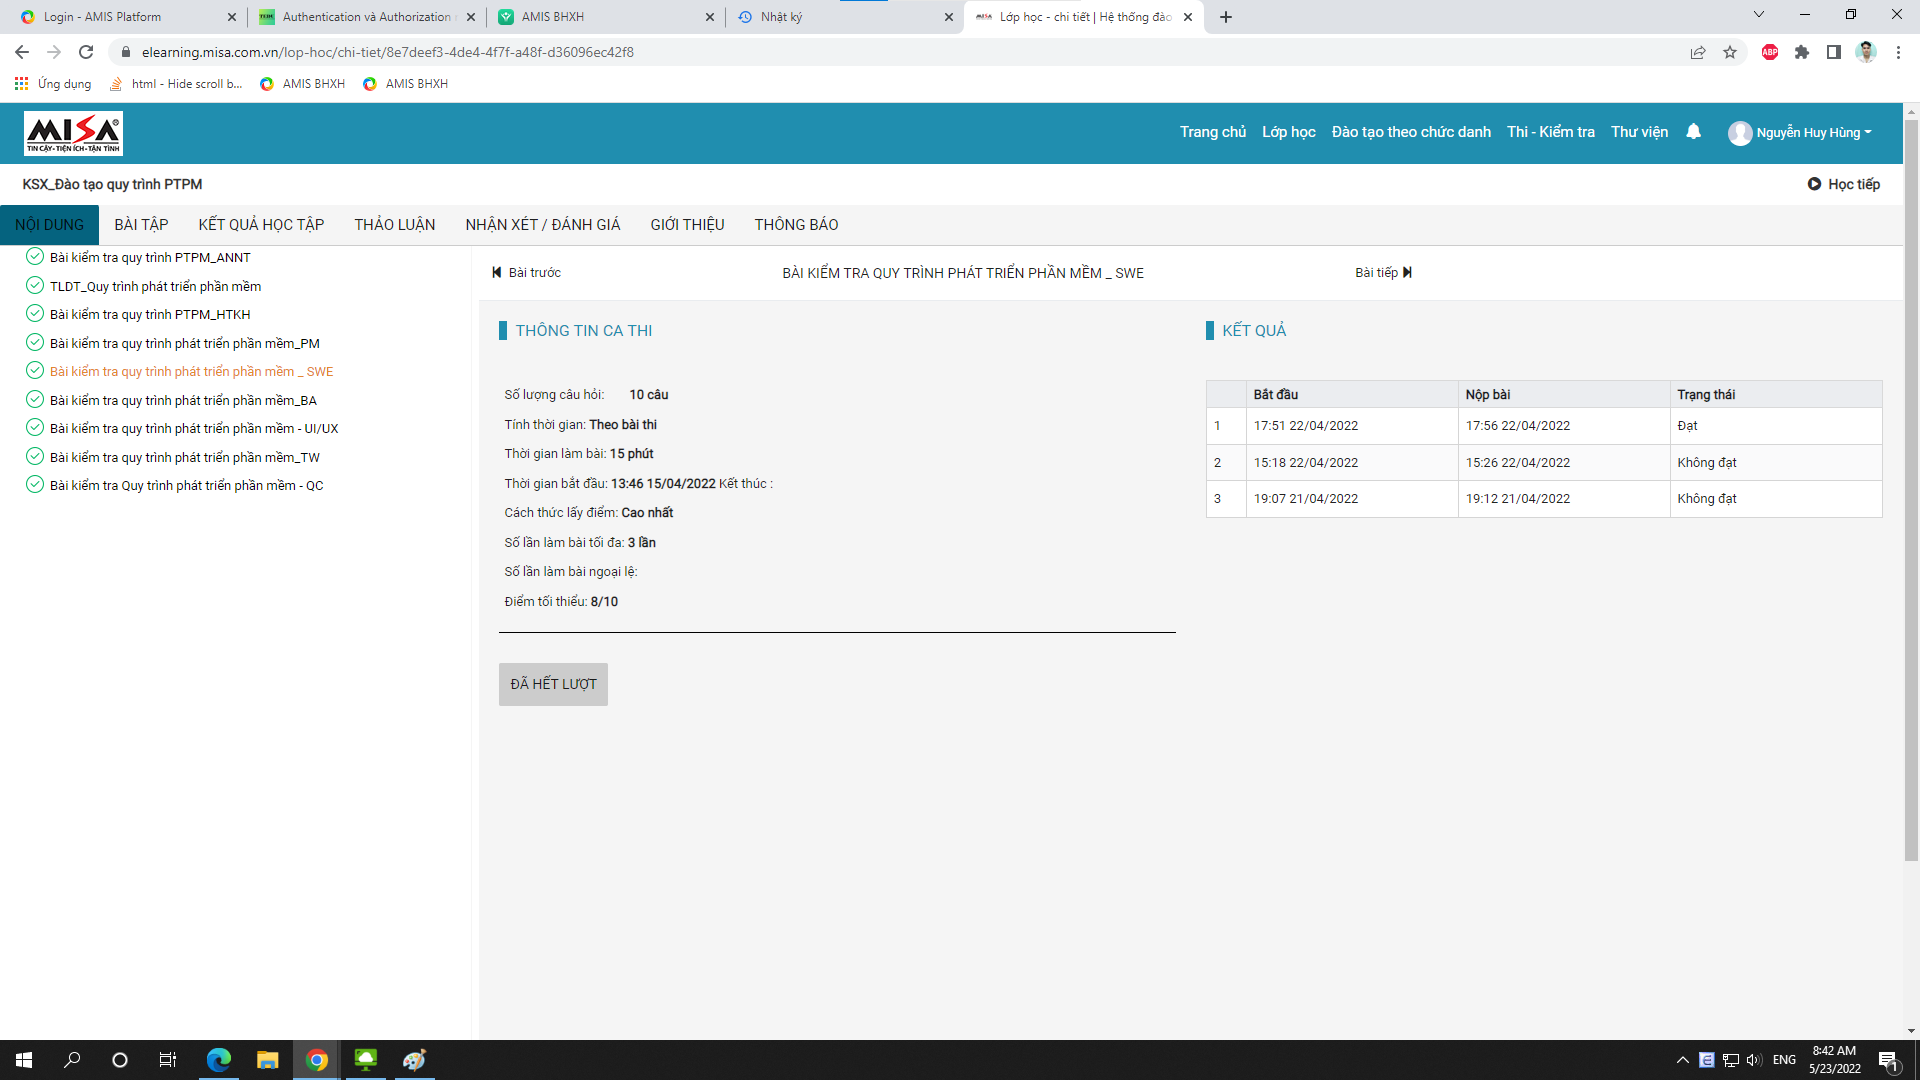 Login - AMIS Platform
Authentication và Authorization
AMIS BHXH
Nhật ký
Lớp học - chi tiết | Hệ thống đào
elearning.misa.com.vn/lop-hoc/chi-tiet/8e7deef3-4de4-4f7f-a48f-d36096ec42f8
ABP
Ứng dụng
html - Hide scroll b...
AMIS BHXH
AMIS BHXH
MISA®
TIN CẬY-TIỆN ÍCH-TẬN TÌNH
Trang chủ
Lớp học
Đào tạo theo chức danh
Thi - Kiểm tra
Thư viện
Nguyễn Huy Hùng
KSX_Đào tạo quy trình PTPM
Học tiếp
NỘI DUNG
BÀI TẬP
KẾT QUẢ HỌC TẬP
THẢO LUẬN
NHẬN XÉT / ĐÁNH GIÁ
GIỚI THIỆU
THÔNG BÁO
Bài kiểm tra quy trình PTPM_ANNT
TLDT_Quy trình phát triển phần mềm
Bài kiểm tra quy trình PTPM_HTKH
Bài kiểm tra quy trình phát triển phần mềm_PM
Bài kiểm tra quy trình phát triển phần mềm _ SWE
Bài kiểm tra quy trình phát triển phần mềm_BA
Bài kiểm tra quy trình phát triển phần mềm - UI/UX
Bài kiểm tra quy trình phát triển phần mềm_TW
Bài kiểm tra Quy trình phát triển phần mềm - QC
Bài trước
BÀI KIỂM TRA QUY TRÌNH PHÁT TRIỂN PHẦN MỀM _ SWE
Bài tiếp
THÔNG TIN CA THI
Số lượng câu hỏi: 10 câu
Tính thời gian: Theo bài thi
Thời gian làm bài: 15 phút
Thời gian bắt đầu: 13:46 15/04/2022 Kết thúc :
Cách thức lấy điểm: Cao nhất
Số lần làm bài tối đa: 3 lần
Số lần làm bài ngoại lệ:
Điểm tối thiểu: 8/10
ĐÃ HẾT LƯỢT
KẾT QUẢ
Bắt đầu Nộp bài Trạng thái
1 17:51 22/04/2022 17:56 22/04/2022 Đạt
2 15:18 22/04/2022 15:26 22/04/2022 Không đạt
3 19:07 21/04/2022 19:12 21/04/2022 Không đạt
ENG
8:42 AM
5/23/2022
1